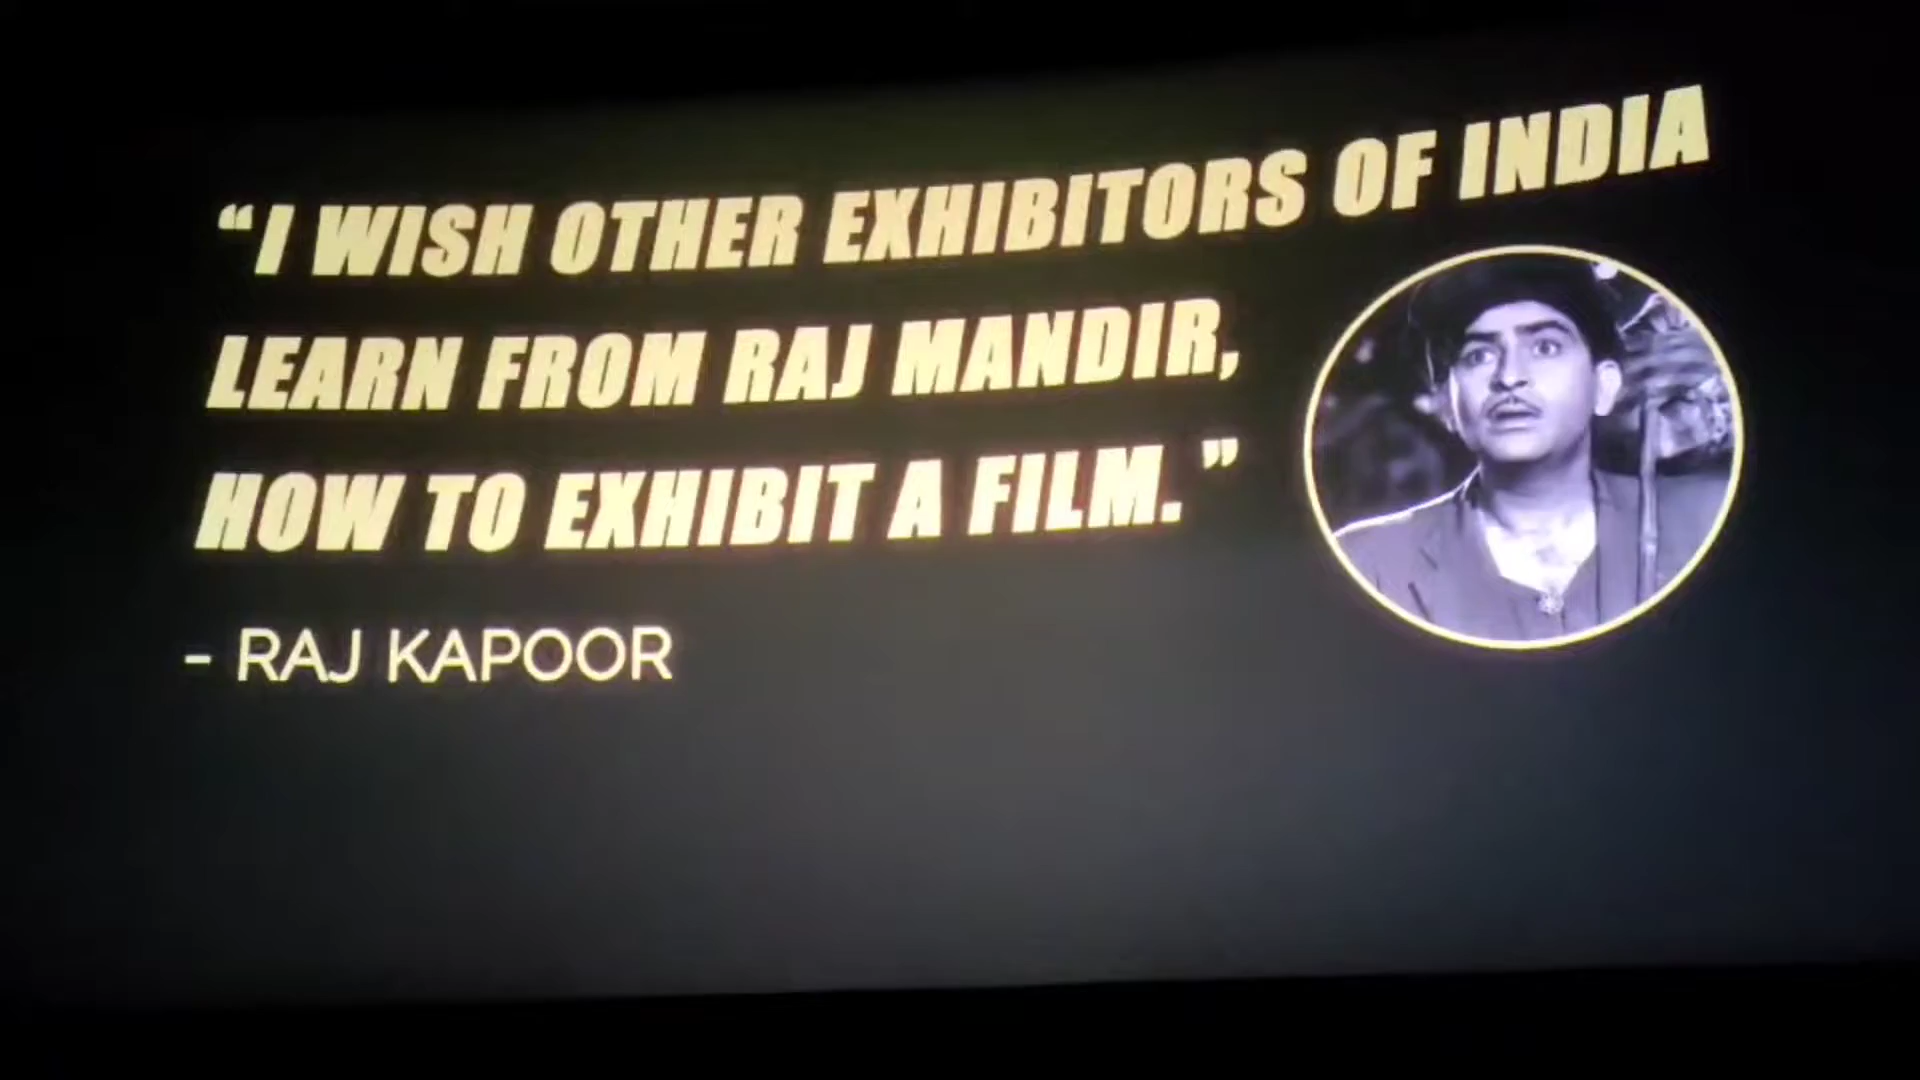 “I WISH OTHER EXHIBITORS OF INDIA
LEARN FROM RAJ MANDIR,
HOW TO EXHIBIT A FILM.”
- RAJ KAPOOR